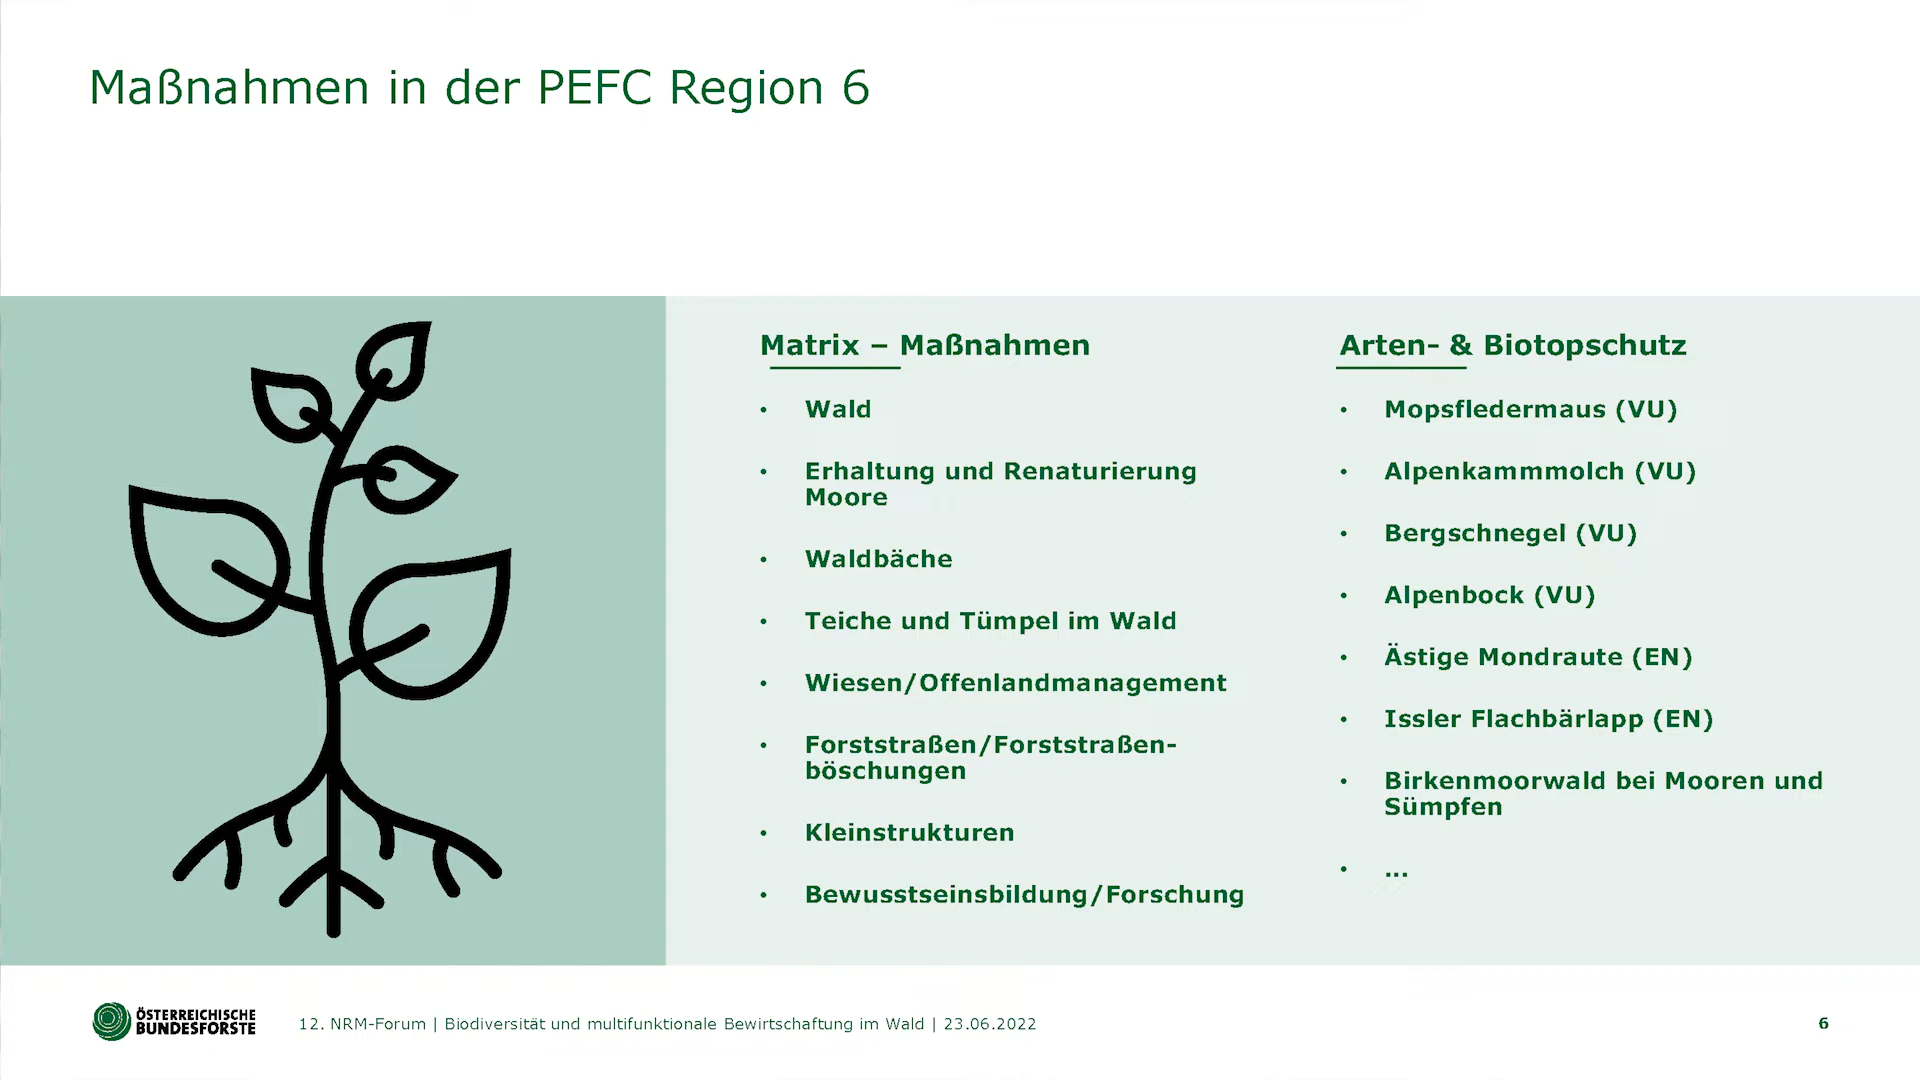 Maßnahmen in der PEFC Region 6
Matrix – Maßnahmen
• Wald
• Erhaltung und Renaturierung
Moore
• Waldbäche
• Teiche und Tümpel im Wald
• Wiesen/Offenlandmanagement
• Forststraßen/Forststraßen-
böschungen
• Kleinstrukturen
• Bewusstseinsbildung/Forschung
Arten- & Biotopschutz
• Mopsfledermaus (VU)
• Alpenkammmolch (VU)
• Bergschnegel (VU)
• Alpenbock (VU)
• Ästige Mondraute (EN)
• Issler Flachbärlapp (EN)
• Birkenmoorwald bei Mooren und
Sümpfen
• ...
ÖSTERREICHISCHE
BUNDESFORSTE
12. NRM-Forum | Biodiversität und multifunktionale Bewirtschaftung im Wald | 23.06.2022
6